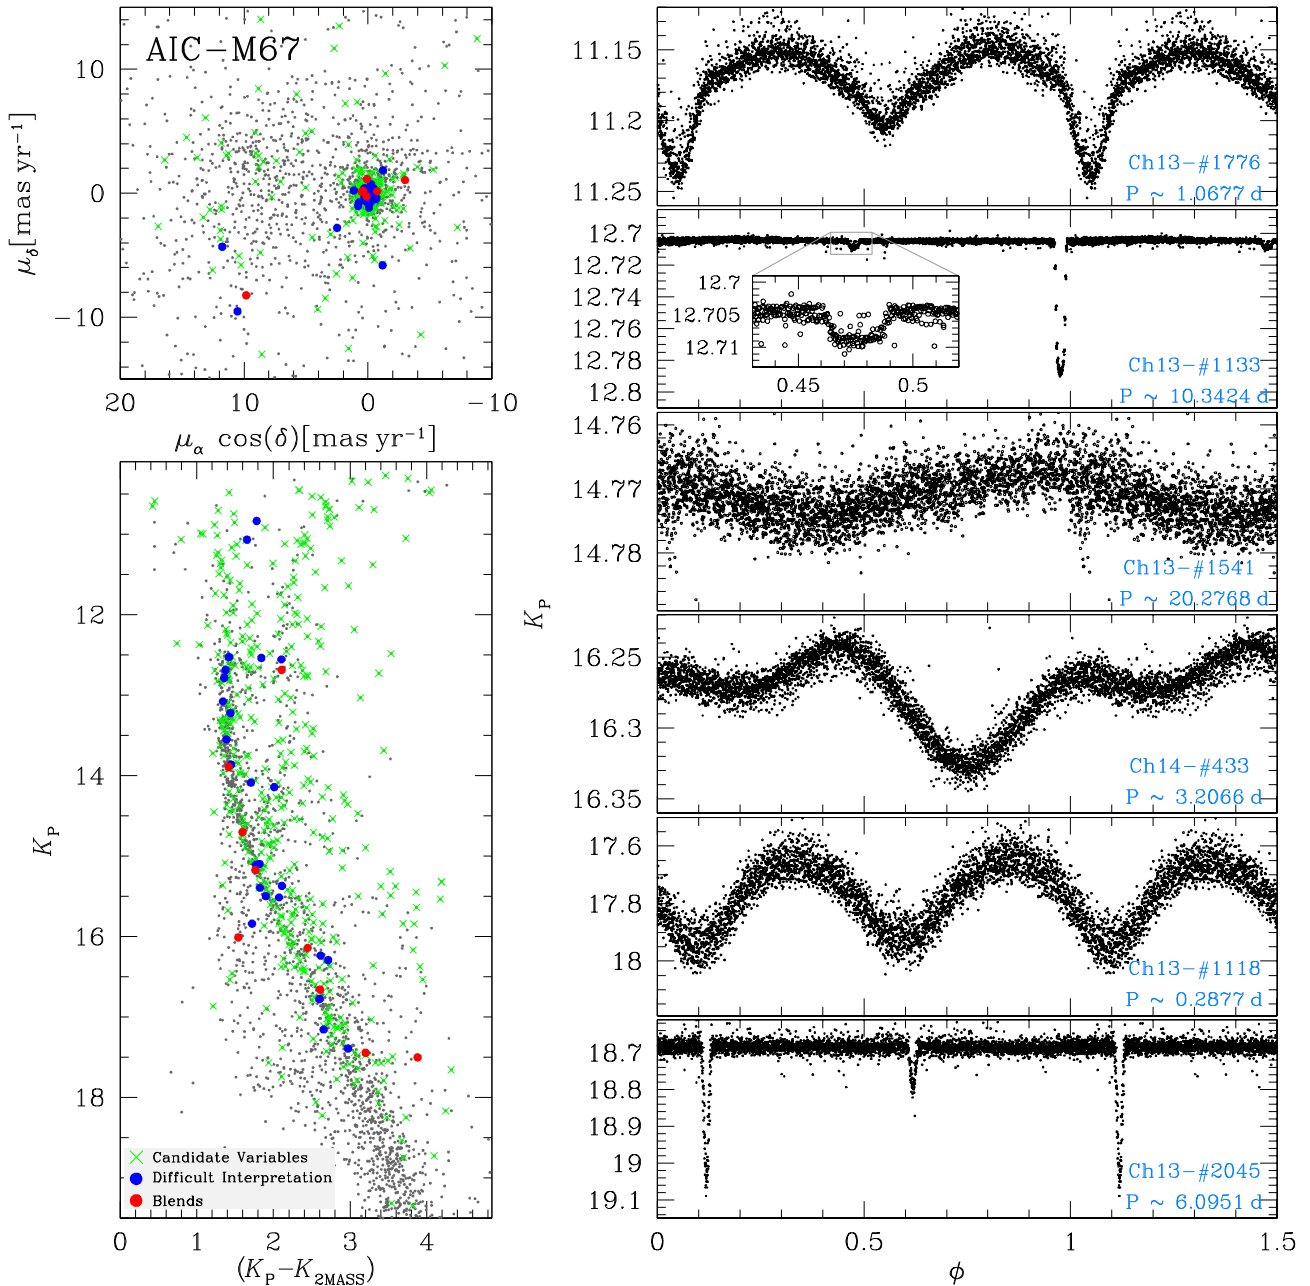 AIC−M67
10
0
−10
μδ[mas yr−1]
20
10
0
−10
μα cos(δ)[mas yr−1]
12
14
16
18
KP
Candidate Variables
Difficult Interpretation
Blends
0
1
2
3
4
(KP−K2MASS)
11.15
11.2
11.25
Ch13−#1776
P ~ 1.0677 d
12.7
12.72
12.74
12.76
12.78
12.8
12.7
12.705
12.71
0.45
0.5
Ch13−#1133
P ~ 10.3424 d
14.76
14.77
14.78
Ch13−#1541
P ~ 20.2768 d
KP
16.25
16.3
16.35
Ch14−#433
P ~ 3.2066 d
17.6
17.8
18
Ch13−#1118
P ~ 0.2877 d
18.7
18.8
18.9
19
19.1
Ch13−#2045
P ~ 6.0951 d
0
0.5
1
1.5
φ